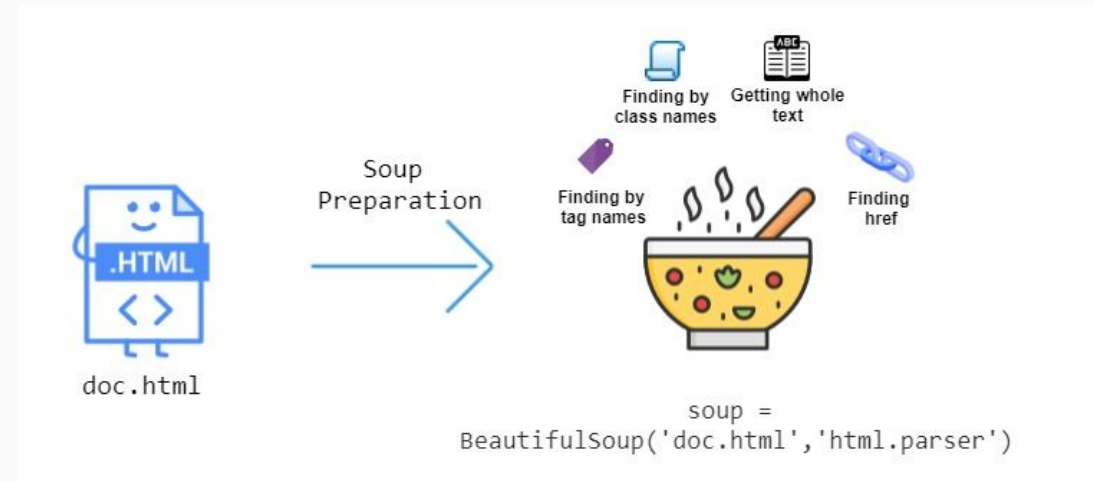 Finding by
class names
ABC
Getting whole
text
Soup
Preparation
Finding by
tag names
Finding
href
.HTML
< >
doc.html
soup =
BeautifulSoup('doc.html','html.parser')